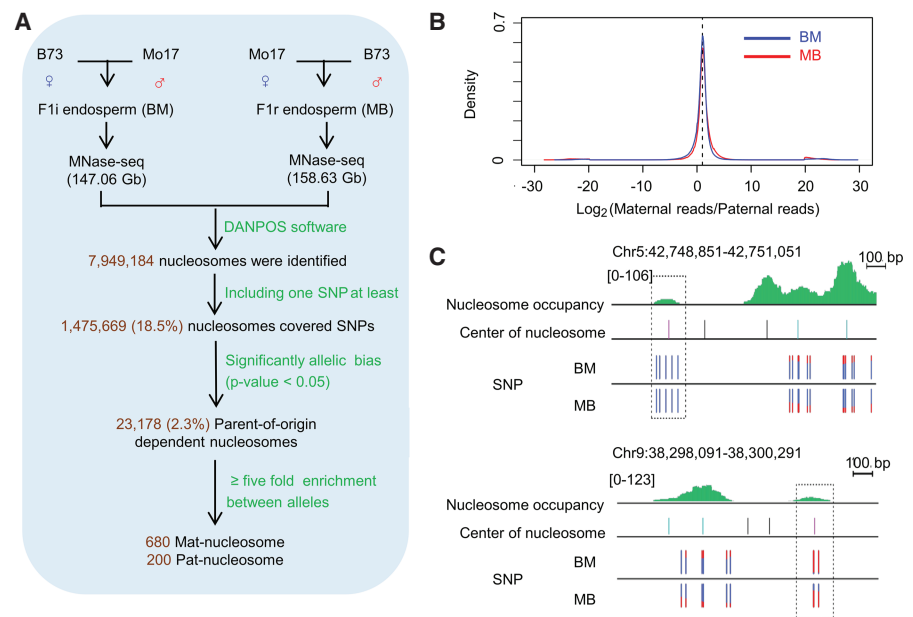 A
B73
Mo17
♀
♂
F1i endosperm (BM)
MNase-seq
(147.06 Gb)
Mo17
B73
♀
♂
F1r endosperm (MB)
MNase-seq
(158.63 Gb)
DANPOS software
7,949,184 nucleosomes were identified
Including one SNP at least
1,475,669 (18.5%) nucleosomes covered SNPs
Significantly allelic bias
(p-value < 0.05)
23,178 (2.3%) Parent-of-origin
dependent nucleosomes
≥ five fold enrichment
between alleles
680 Mat-nucleosome
200 Pat-nucleosome
B
0.7
Density
0
BM
MB
-30 -20 -10 0 10 20 30
Log2(Maternal reads/Paternal reads)
C
Chr5:42,748,851-42,751,051
100 bp
[0-106]
Nucleosome occupancy
Center of nucleosome
BM
SNP
MB
Chr9:38,298,091-38,300,291
100 bp
[0-123]
Nucleosome occupancy
Center of nucleosome
BM
SNP
MB